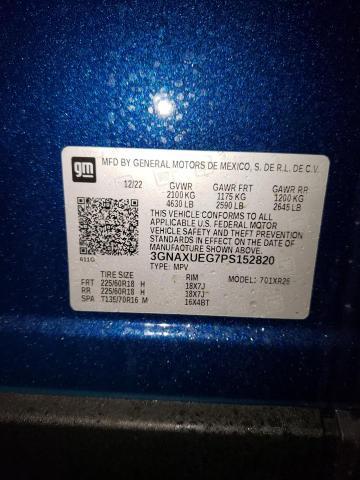 gm
MFD BY GENERAL MOTORS DE MEXICO, S. DE R.L. DE C.V.
12/22 GVWR GAWR FRT GAWR RR
2100 KG 1175 KG 1200 KG
4630 LB 2590 LB 2645 LB
THIS VEHICLE CONFORMS TO ALL
APPLICABLE U.S. FEDERAL MOTOR
VEHICLE SAFETY AND THEFT PREVENTION
STANDARDS IN EFFECT ON THE DATE OF
MANUFACTURE SHOWN ABOVE.
3GNAXUEG7PS152820
611G TYPE: MPV
TIRE SIZE RIM MODEL: 701XR26
FRT 225/60R18 H 18X7J
RR 225/60R18 H 18X7J
SPA T135/70R16 M 16X4BT